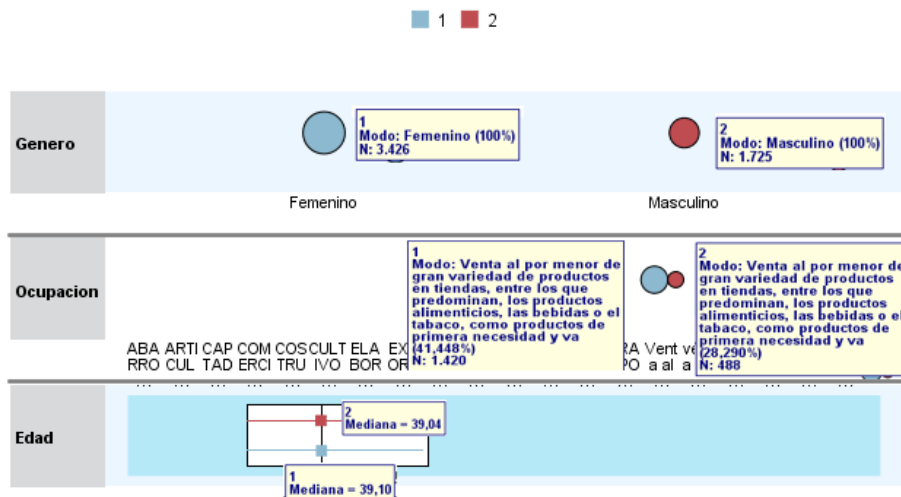 1 2
Genero
1
Modo: Femenino (100%)
N: 3.426
2
Modo: Masculino (100%)
N: 1.725
Femenino Masculino
Ocupacion
1
Modo: Venta al por menor de
gran variedad de productos
en tiendas, entre los que
predominan, los productos
alimenticios, las bebidas o el
tabaco, como productos de
primera necesidad y va
(41,448%)
N: 1.420
2
Modo: Venta al por menor de
gran variedad de productos
en tiendas, entre los que
predominan, los productos
alimenticios, las bebidas o el
tabaco, como productos de
primera necesidad y va
(28,290%)
N: 488
ABA ARTI CAP COM COS CULT ELA EX RA Vent
RRO CUL TAD ERCI TRU IVO BOR OR PO a al a
... ... ... ... ... ... ... ... ... ... ... ... ... ... ... ... ... ...
Edad
2
Mediana = 39,04
1
Mediana = 39,10